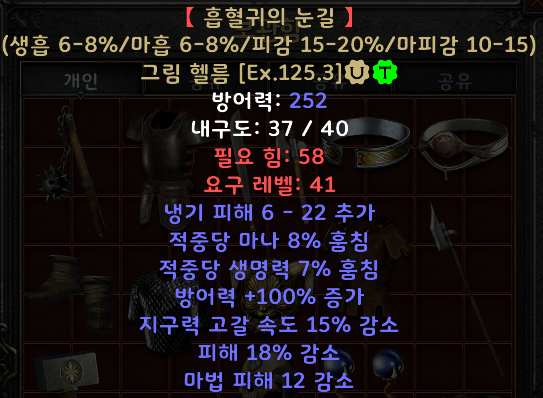 【 흡혈귀의 눈길 】
(생흡 6-8%/마흡 6-8%/피감 15-20%/마피감 10-15)
그림 헬름 [Ex.125.3] U T
개인
공유
방어력: 252
내구도: 37 / 40
필요 힘: 58
요구 레벨: 41
냉기 피해 6 - 22 추가
적중당 마나 8% 훔침
적중당 생명력 7% 훔침
방어력 +100% 증가
지구력 고갈 속도 15% 감소
피해 18% 감소
마법 피해 12 감소